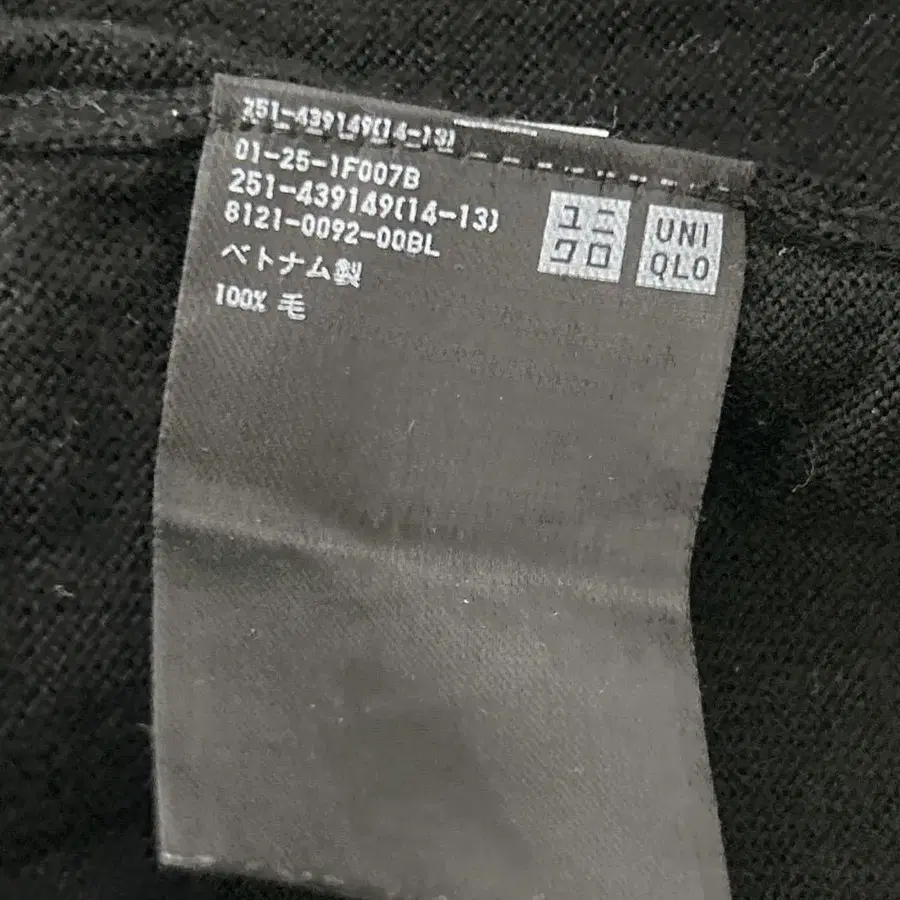 251-439149(14-13)
01-25-1F007B
251-439149(14-13)
8121-0092-00BL
ベトナム製
100% 毛
ユニ
クロ
UNI
QLO